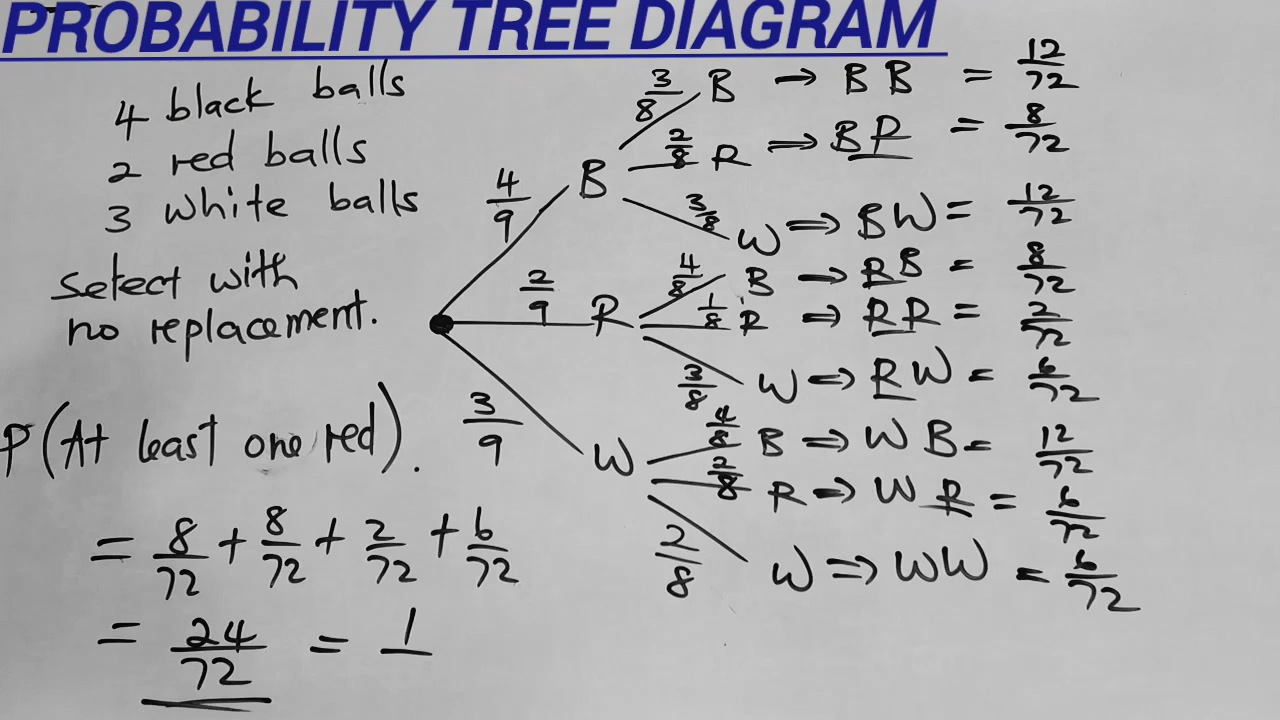 PROBABILITY TREE DIAGRAM
4 black balls
2 red balls
3 white balls
Select with
no replacement.
P(At least one red).
= 8/72 + 8/72 + 2/72 + 6/72
= 24/72 = 1
4/9 B
3/8 B → BB = 12/72
2/8 R ⇒ BR = 8/72
3/8 W ⇒ BW = 12/72
2/9 R
4/8 B ⇒ RB = 8/72
1/8 R ⇒ RR = 2/72
3/8 W ⇒ RW = 6/72
3/9 W
4/8 B ⇒ WB = 12/72
2/8 R ⇒ WR = 6/72
2/8 W ⇒ WW = 6/72